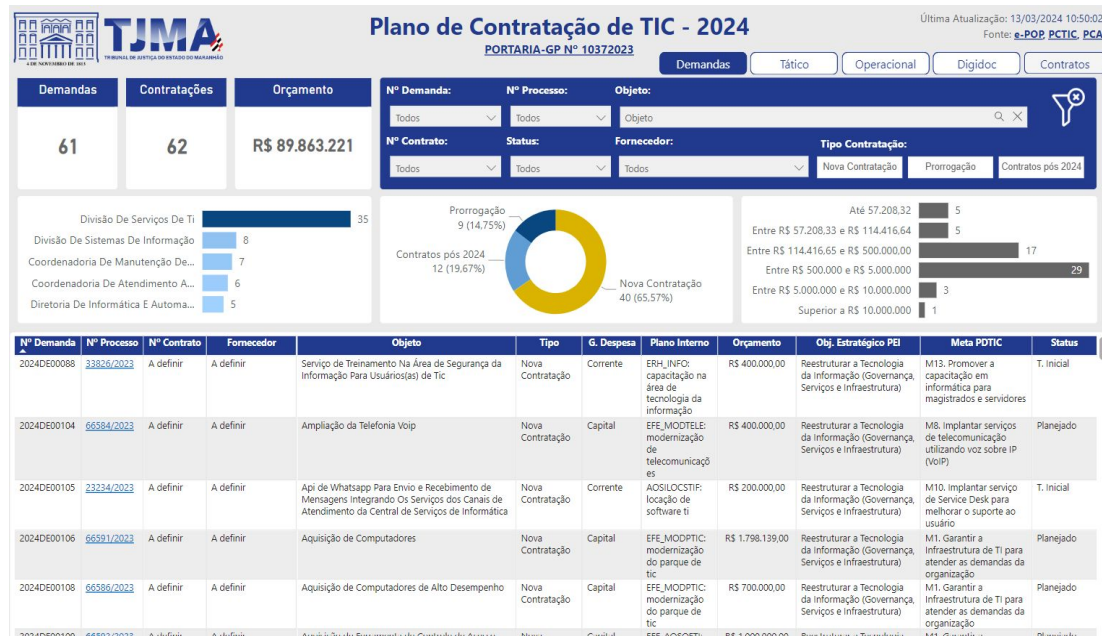 4 DE NOVEMBRO DE 1813
TJMA
TRIBUNAL DE JUSTIÇA DO ESTADO DO MARANHÃO
Plano de Contratação de TIC - 2024
PORTARIA-GP Nº 10372023
Última Atualização: 13/03/2024 10:50:02
Fonte: e-POP, PCTIC, PCA
Demandas Tático Operacional Digidoc Contratos
Demandas
61
Contratações
62
Orçamento
R$ 89.863.221
Nº Demanda: Nº Processo: Objeto:
Todos Todos Objeto
Nº Contrato: Status: Fornecedor: Tipo Contratação:
Todos Todos Todos Nova Contratação Prorrogação Contratos pós 2024
Divisão De Serviços De Ti 35
Divisão De Sistemas De Informação 8
Coordenadoria De Manutenção De... 7
Coordenadoria De Atendimento A... 6
Diretoria De Informática E Automa... 5
Prorrogação
9 (14.75%)
Contratos pós 2024
12 (19,67%)
Nova Contratação
40 (65.57%)
Até 57.208,32 5
Entre R$ 57.208,33 e R$ 114.416,64 5
Entre R$ 114.416,65 e R$ 500.000,00 17
Entre R$ 500.000 e R$ 5.000.000 29
Entre R$ 5.000.000 e R$ 10.000.000 3
Superior a R$ 10.000.000 1
Nº Demanda Nº Processo Nº Contrato Fornecedor Objeto Tipo G. Despesa Plano Interno Orçamento Obj. Estratégico PEI Meta PDTIC Status
2024DE00088 33826/2023 A definir A definir Serviço de Treinamento Na Área de Segurança da Nova Corrente ERH_INFO: R$ 400.000,00 Reestruturar a Tecnologia M13. Promover a T. Inicial
Informação Para Usuários(as) de Tic Contratação capacitação na da Informação (Governança, capacitação em
área de Serviços e Infraestrutura) informática para
tecnologia da magistrados e servidores
informação
2024DE00104 66584/2023 A definir A definir Ampliação da Telefonia Voip Nova Capital EFE_MODTELE: R$ 400.000,00 Reestruturar a Tecnologia M8. Implantar serviços Planejado
Contratação modernização da Informação (Governança, de telecomunicação
de Serviços e Infraestrutura) utilizando voz sobre IP
telecomunicaçõ (VoIP)
es
2024DE00105 23234/2023 A definir A definir Api de Whatsapp Para Envio e Recebimento de Nova Corrente AOSILOCSTIF: R$ 200.000,00 Reestruturar a Tecnologia M10. Implantar serviço T. Inicial
Mensagens Integrando Os Serviços dos Canais de Contratação locação de da Informação (Governança, de Service Desk para
Atendimento da Central de Serviços de Informática software ti Serviços e Infraestrutura) melhorar o suporte ao
usuário
2024DE00106 66591/2023 A definir A definir Aquisição de Computadores Nova Capital EFE_MODPTIC: R$ 1.798.139,00 Reestruturar a Tecnologia M1. Garantir a Planejado
Contratação modernização da Informação (Governança, Infraestrutura de TI para
do parque de Serviços e Infraestrutura) atender as demandas da
tic organização
2024DE00108 66586/2023 A definir A definir Aquisição de Computadores de Alto Desempenho Nova Capital EFE_MODPTIC: R$ 700.000,00 Reestruturar a Tecnologia M1. Garantir a Planejado
Contratação modernização da Informação (Governança, Infraestrutura de TI para
do parque de Serviços e Infraestrutura) atender as demandas da
tic organização